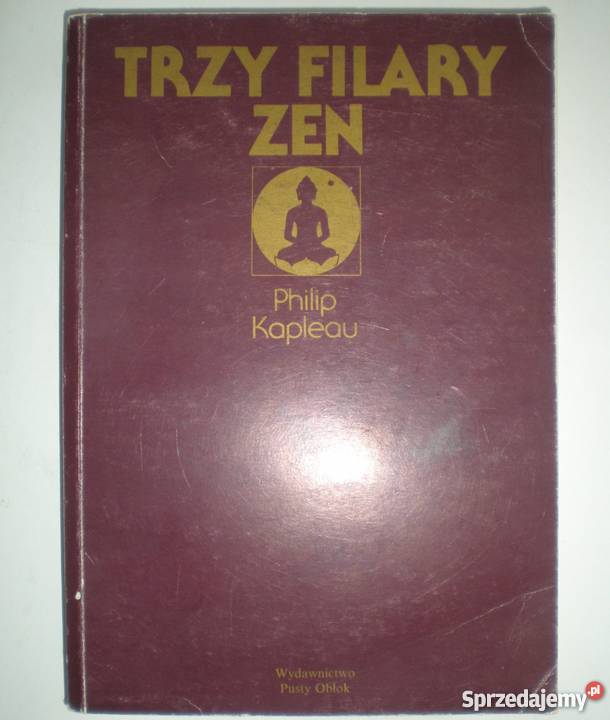 TRZY FILARY
ZEN
Philip
Kapleau
Wydawnictwo
Pusty Obłok
Sprzedajemy.pl